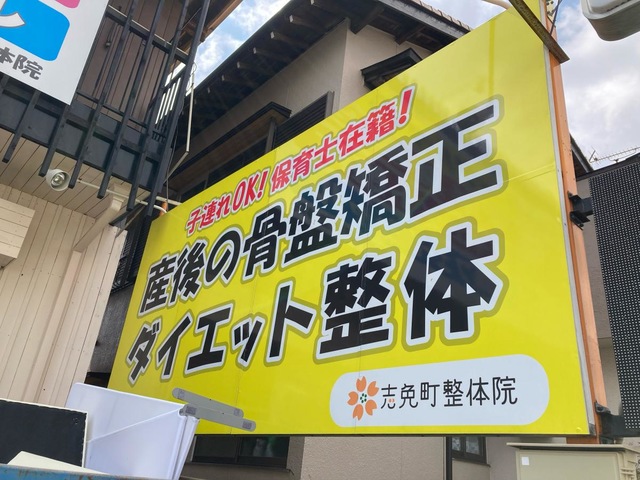 体院
子連れOK!保育士在籍!
産後の骨盤矯正
ダイエット整体
志免町整体院